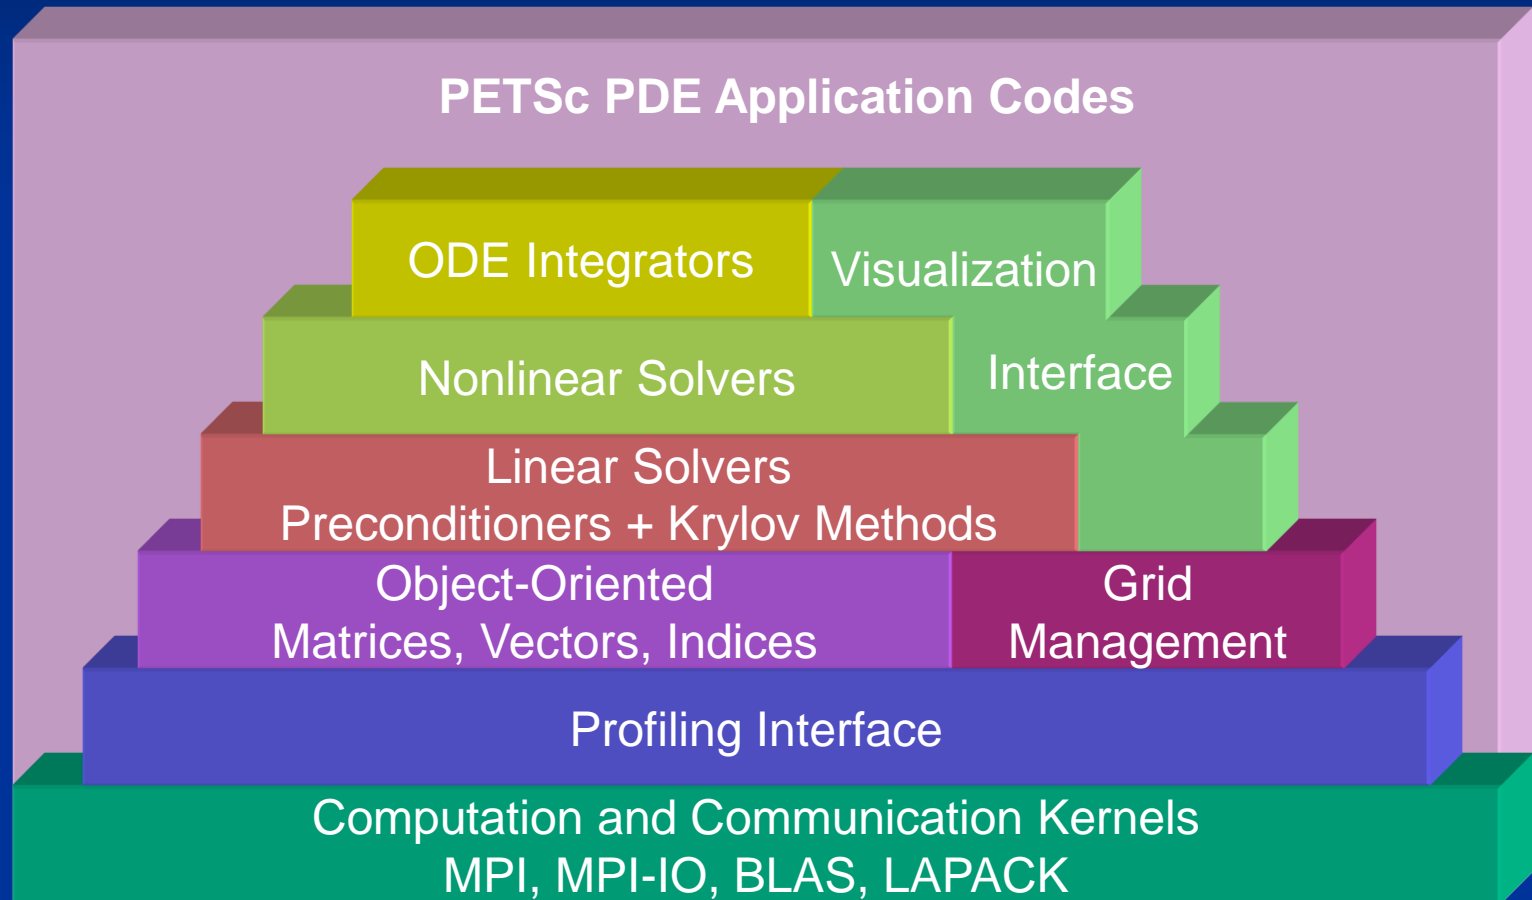 PETSc PDE Application Codes
ODE Integrators
Visualization
Interface
Nonlinear Solvers
Linear Solvers
Preconditioners + Krylov Methods
Object-Oriented
Matrices, Vectors, Indices
Grid
Management
Profiling Interface
Computation and Communication Kernels
MPI, MPI-IO, BLAS, LAPACK